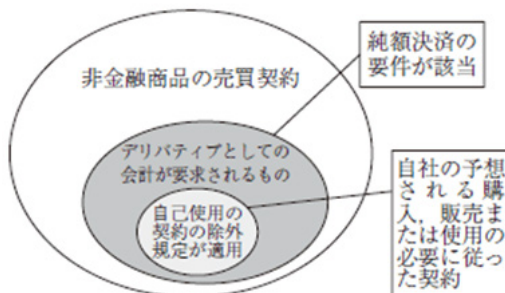 純額決済の
要件が該当
非金融商品の売買契約
デリバティブとしての
会計が要求されるもの
自己使用の
契約の除外
規定が適用
自社の予想
される購
入，販売ま
たは使用の
必要に従っ
た契約